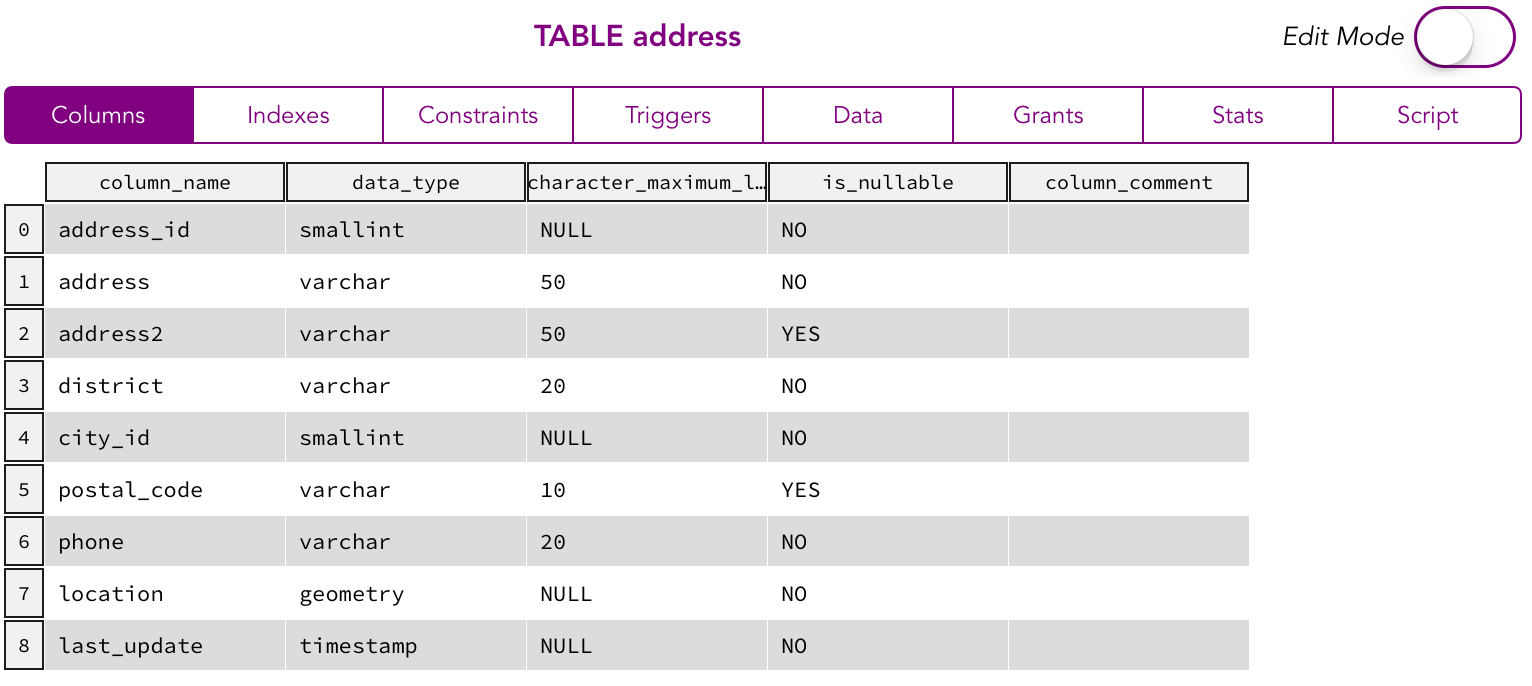 TABLE address
Edit Mode
Columns Indexes Constraints Triggers Data Grants Stats Script
column_name data_type character_maximum_l… is_nullable column_comment
0 address_id smallint NULL NO
1 address varchar 50 NO
2 address2 varchar 50 YES
3 district varchar 20 NO
4 city_id smallint NULL NO
5 postal_code varchar 10 YES
6 phone varchar 20 NO
7 location geometry NULL NO
8 last_update timestamp NULL NO